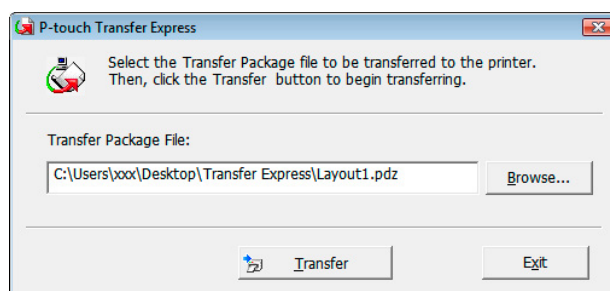 P-touch Transfer Express
Select the Transfer Package file to be transferred to the printer.
Then, click the Transfer button to begin transferring.
Transfer Package File:
C:\Users\xxx\Desktop\Transfer Express\Layout1.pdz
Browse...
Transfer
Exit